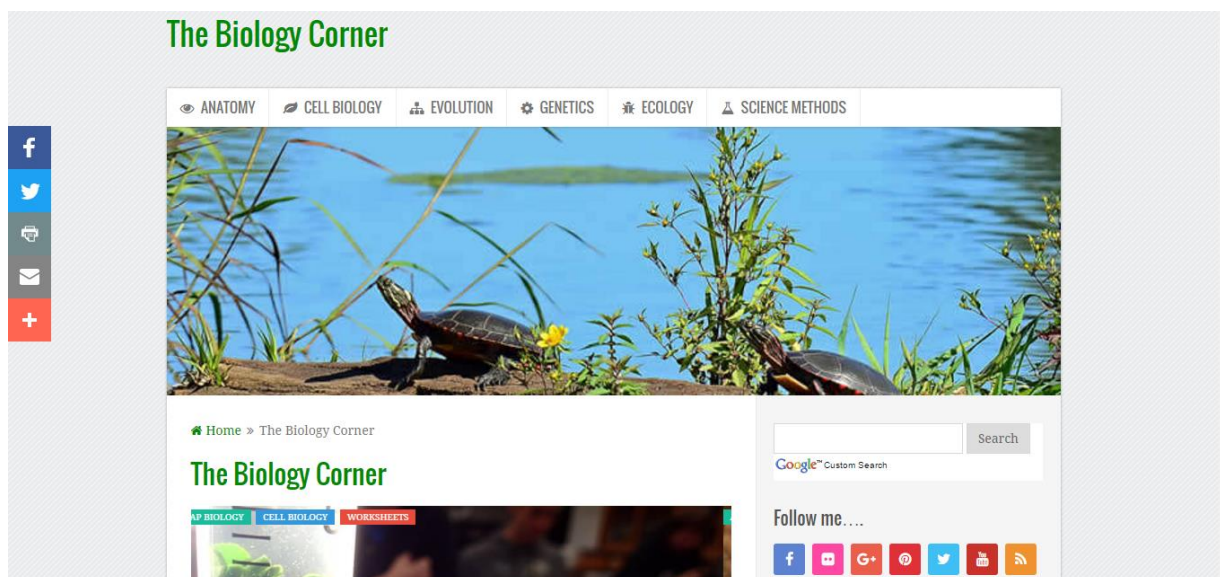 The Biology Corner
ANATOMY CELL BIOLOGY EVOLUTION GENETICS ECOLOGY SCIENCE METHODS
Home » The Biology Corner
Search
Google™ Custom Search
The Biology Corner
AP BIOLOGY CELL BIOLOGY WORKSHEETS
Follow me….